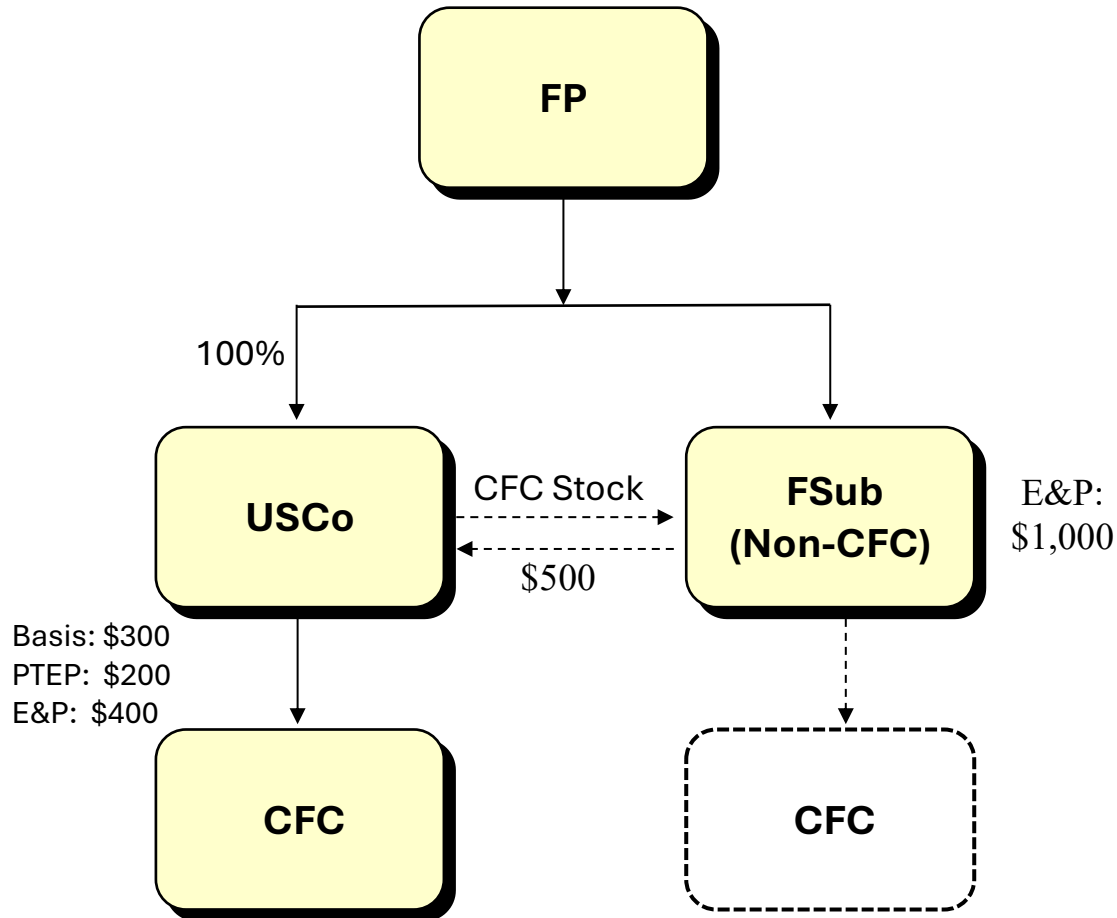 FP
100%
USCo
CFC Stock
$500
FSub
(Non-CFC)
E&P:
$1,000
Basis: $300
PTEP: $200
E&P: $400
CFC
CFC